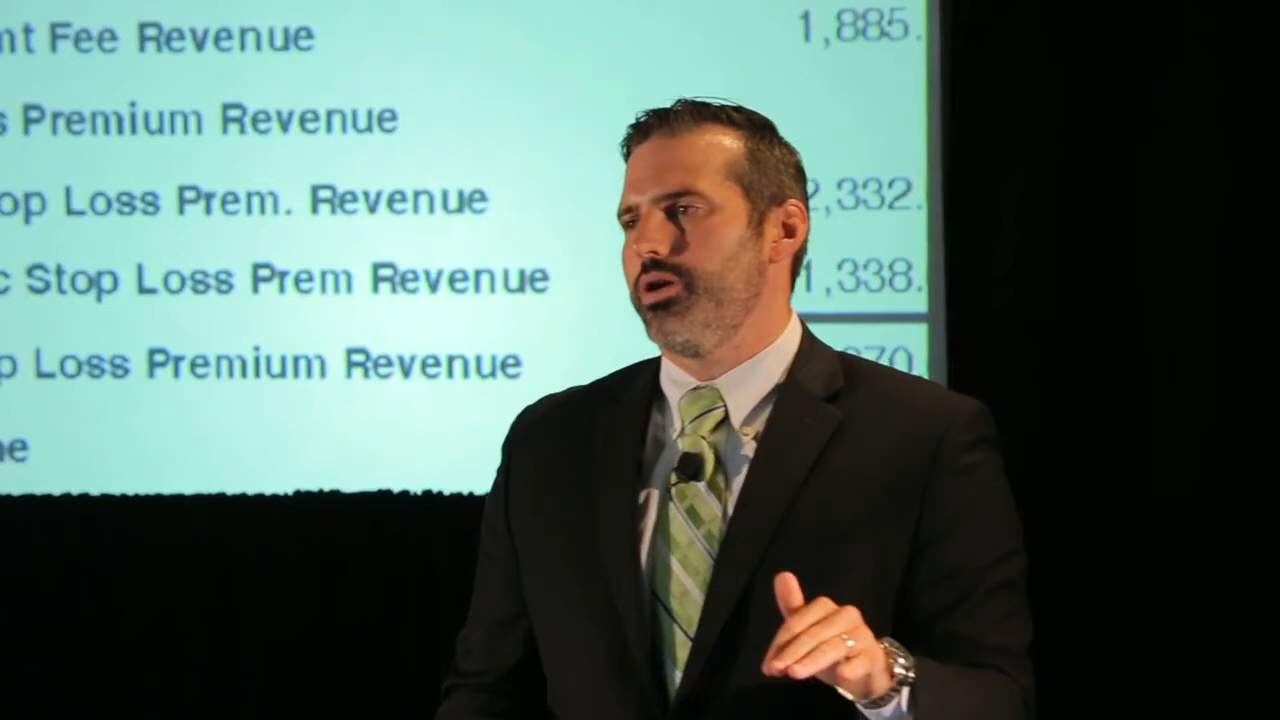 nt Fee Revenue 1,885.
s Premium Revenue
op Loss Prem. Revenue 2,332.
c Stop Loss Prem Revenue 1,338.
p Loss Premium Revenue 370.
ne